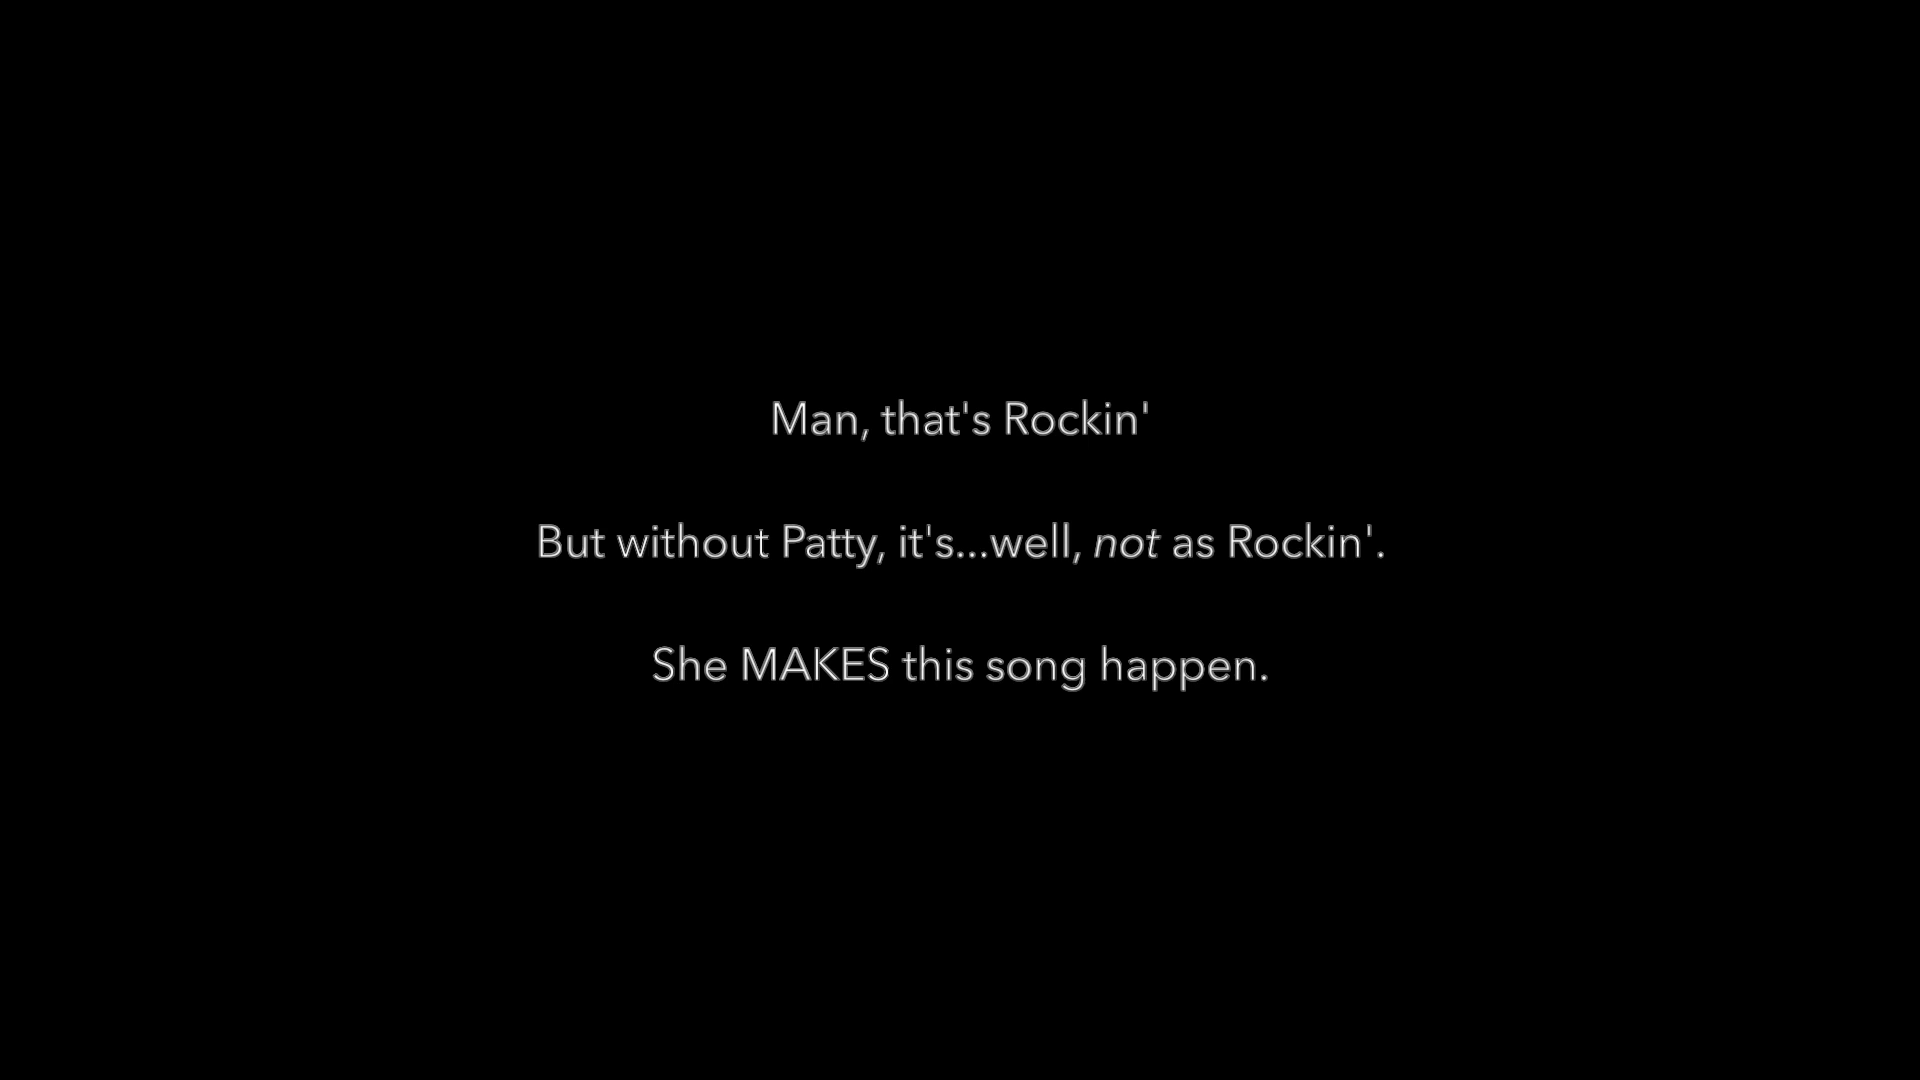 Man, that's Rockin'
But without Patty, it's...well, not as Rockin'.
She MAKES this song happen.